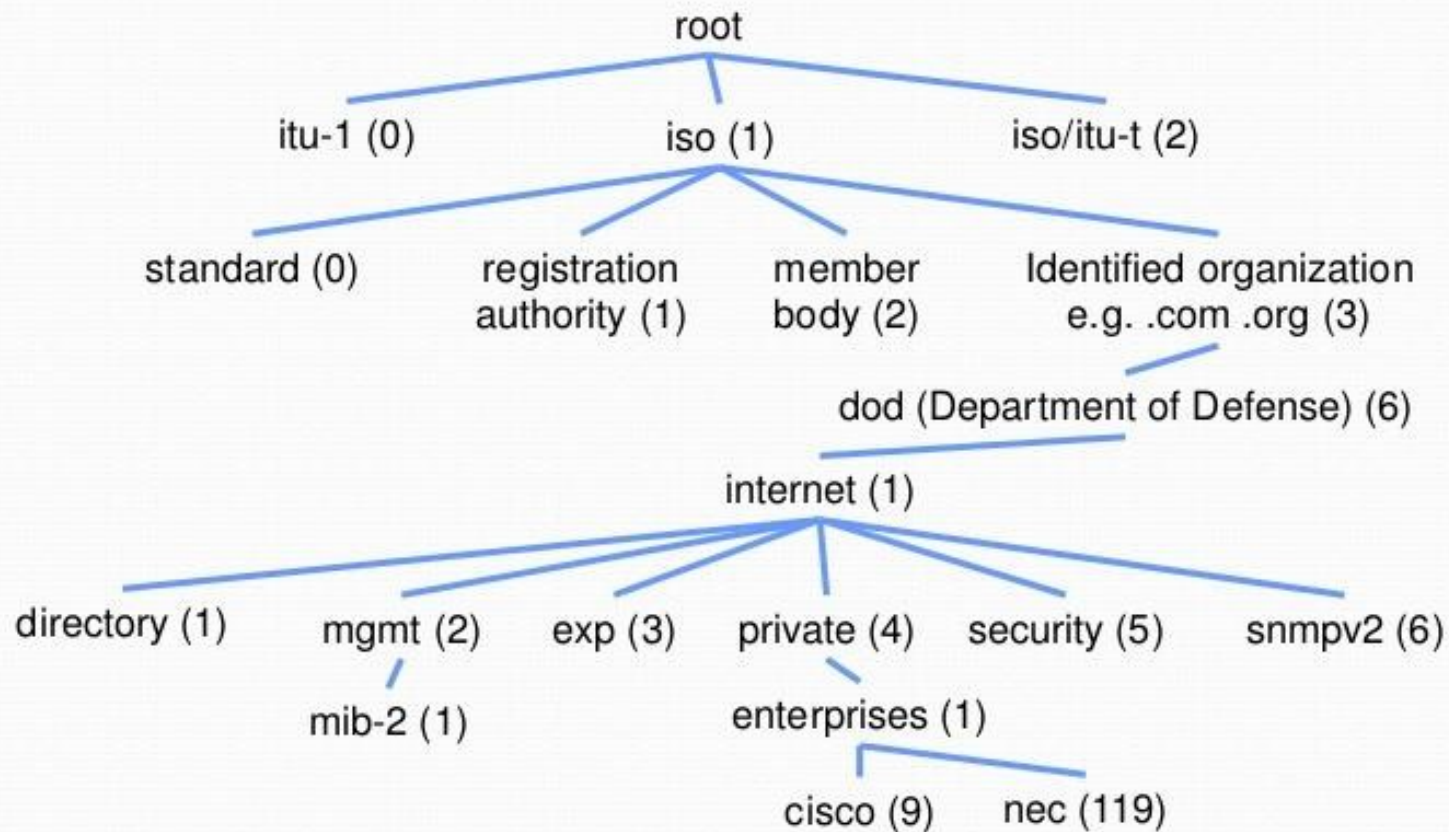 root
itu-1 (0)
iso (1)
iso/itu-t (2)
standard (0)
registration
authority (1)
member
body (2)
Identified organization
e.g. .com .org (3)
dod (Department of Defense) (6)
internet (1)
directory (1)
mgmt (2)
exp (3)
private (4)
security (5)
snmpv2 (6)
mib-2 (1)
enterprises (1)
cisco (9)
nec (119)